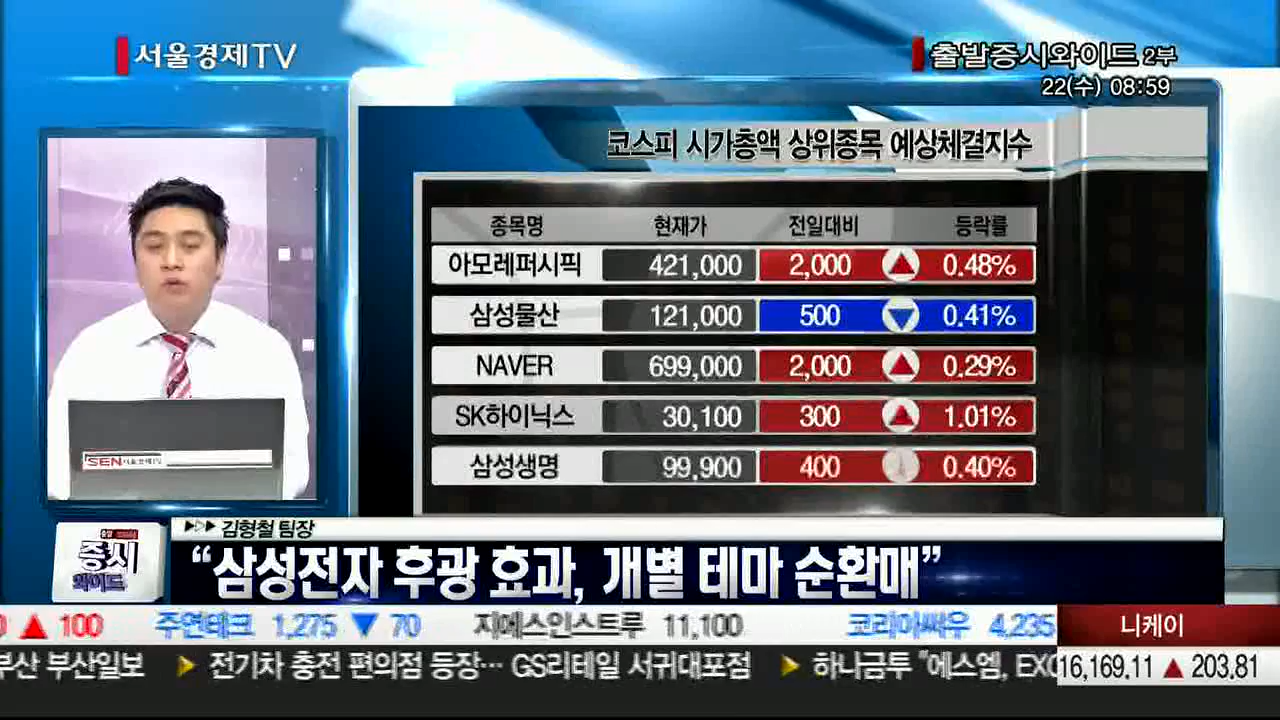 서울경제TV
출발증시와이드 2부
22(수) 08:59
코스피 시가총액 상위종목 예상체결지수
종목명 현재가 전일대비 등락률
아모레퍼시픽 421,000 2,000 ▲ 0.48%
삼성물산 121,000 500 ▼ 0.41%
NAVER 699,000 2,000 ▲ 0.29%
SK하이닉스 30,100 300 ▲ 1.01%
삼성생명 99,900 400 ▲ 0.40%
SEN 서울경제TV
김형철 팀장
증시
와이드
“삼성전자 후광 효과, 개별 테마 순환매”
0 ▲ 100 주연테크 1,275 ▼ 70 지에스인스트루 11,100 코리아써우 4,235
니케이
부산 부산일보 ▶ 전기차 충전 편의점 등장… GS리테일 서귀대포점 ▶ 하나금투 "에스엠, EXO
16,169.11 ▲ 203.81